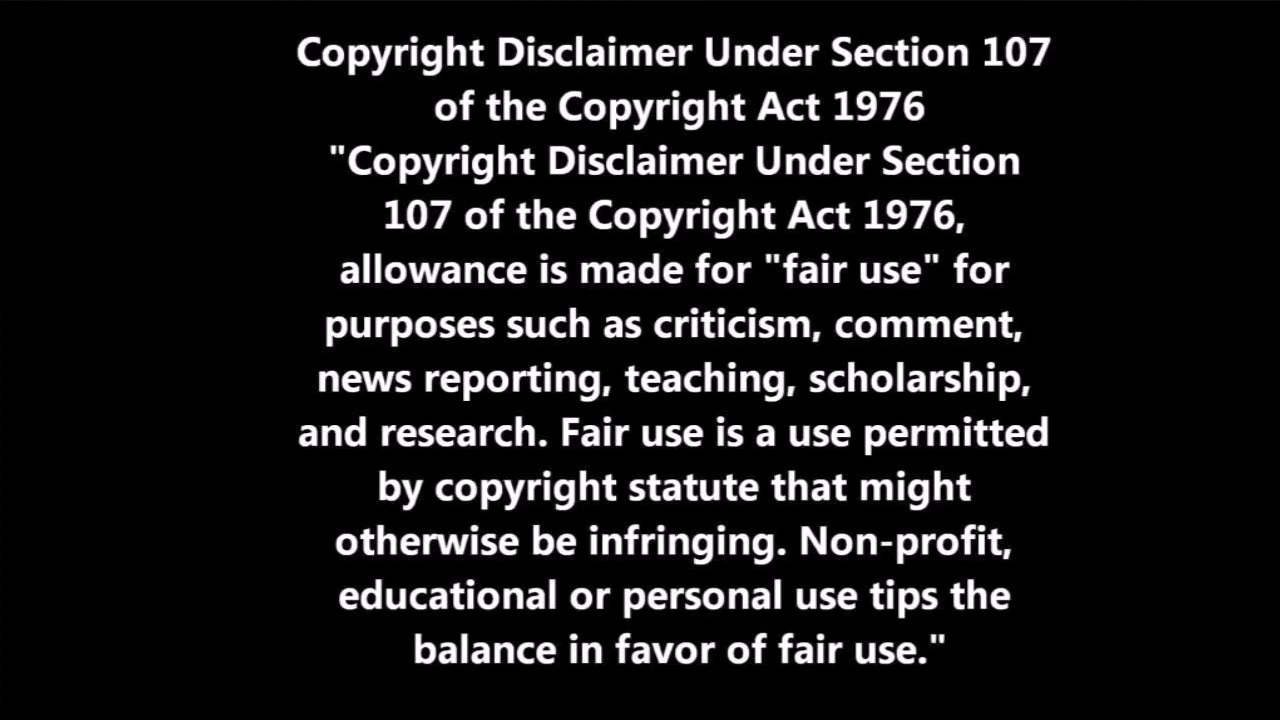 Copyright Disclaimer Under Section 107
of the Copyright Act 1976
"Copyright Disclaimer Under Section
107 of the Copyright Act 1976,
allowance is made for "fair use" for
purposes such as criticism, comment,
news reporting, teaching, scholarship,
and research. Fair use is a use permitted
by copyright statute that might
otherwise be infringing. Non-profit,
educational or personal use tips the
balance in favor of fair use."